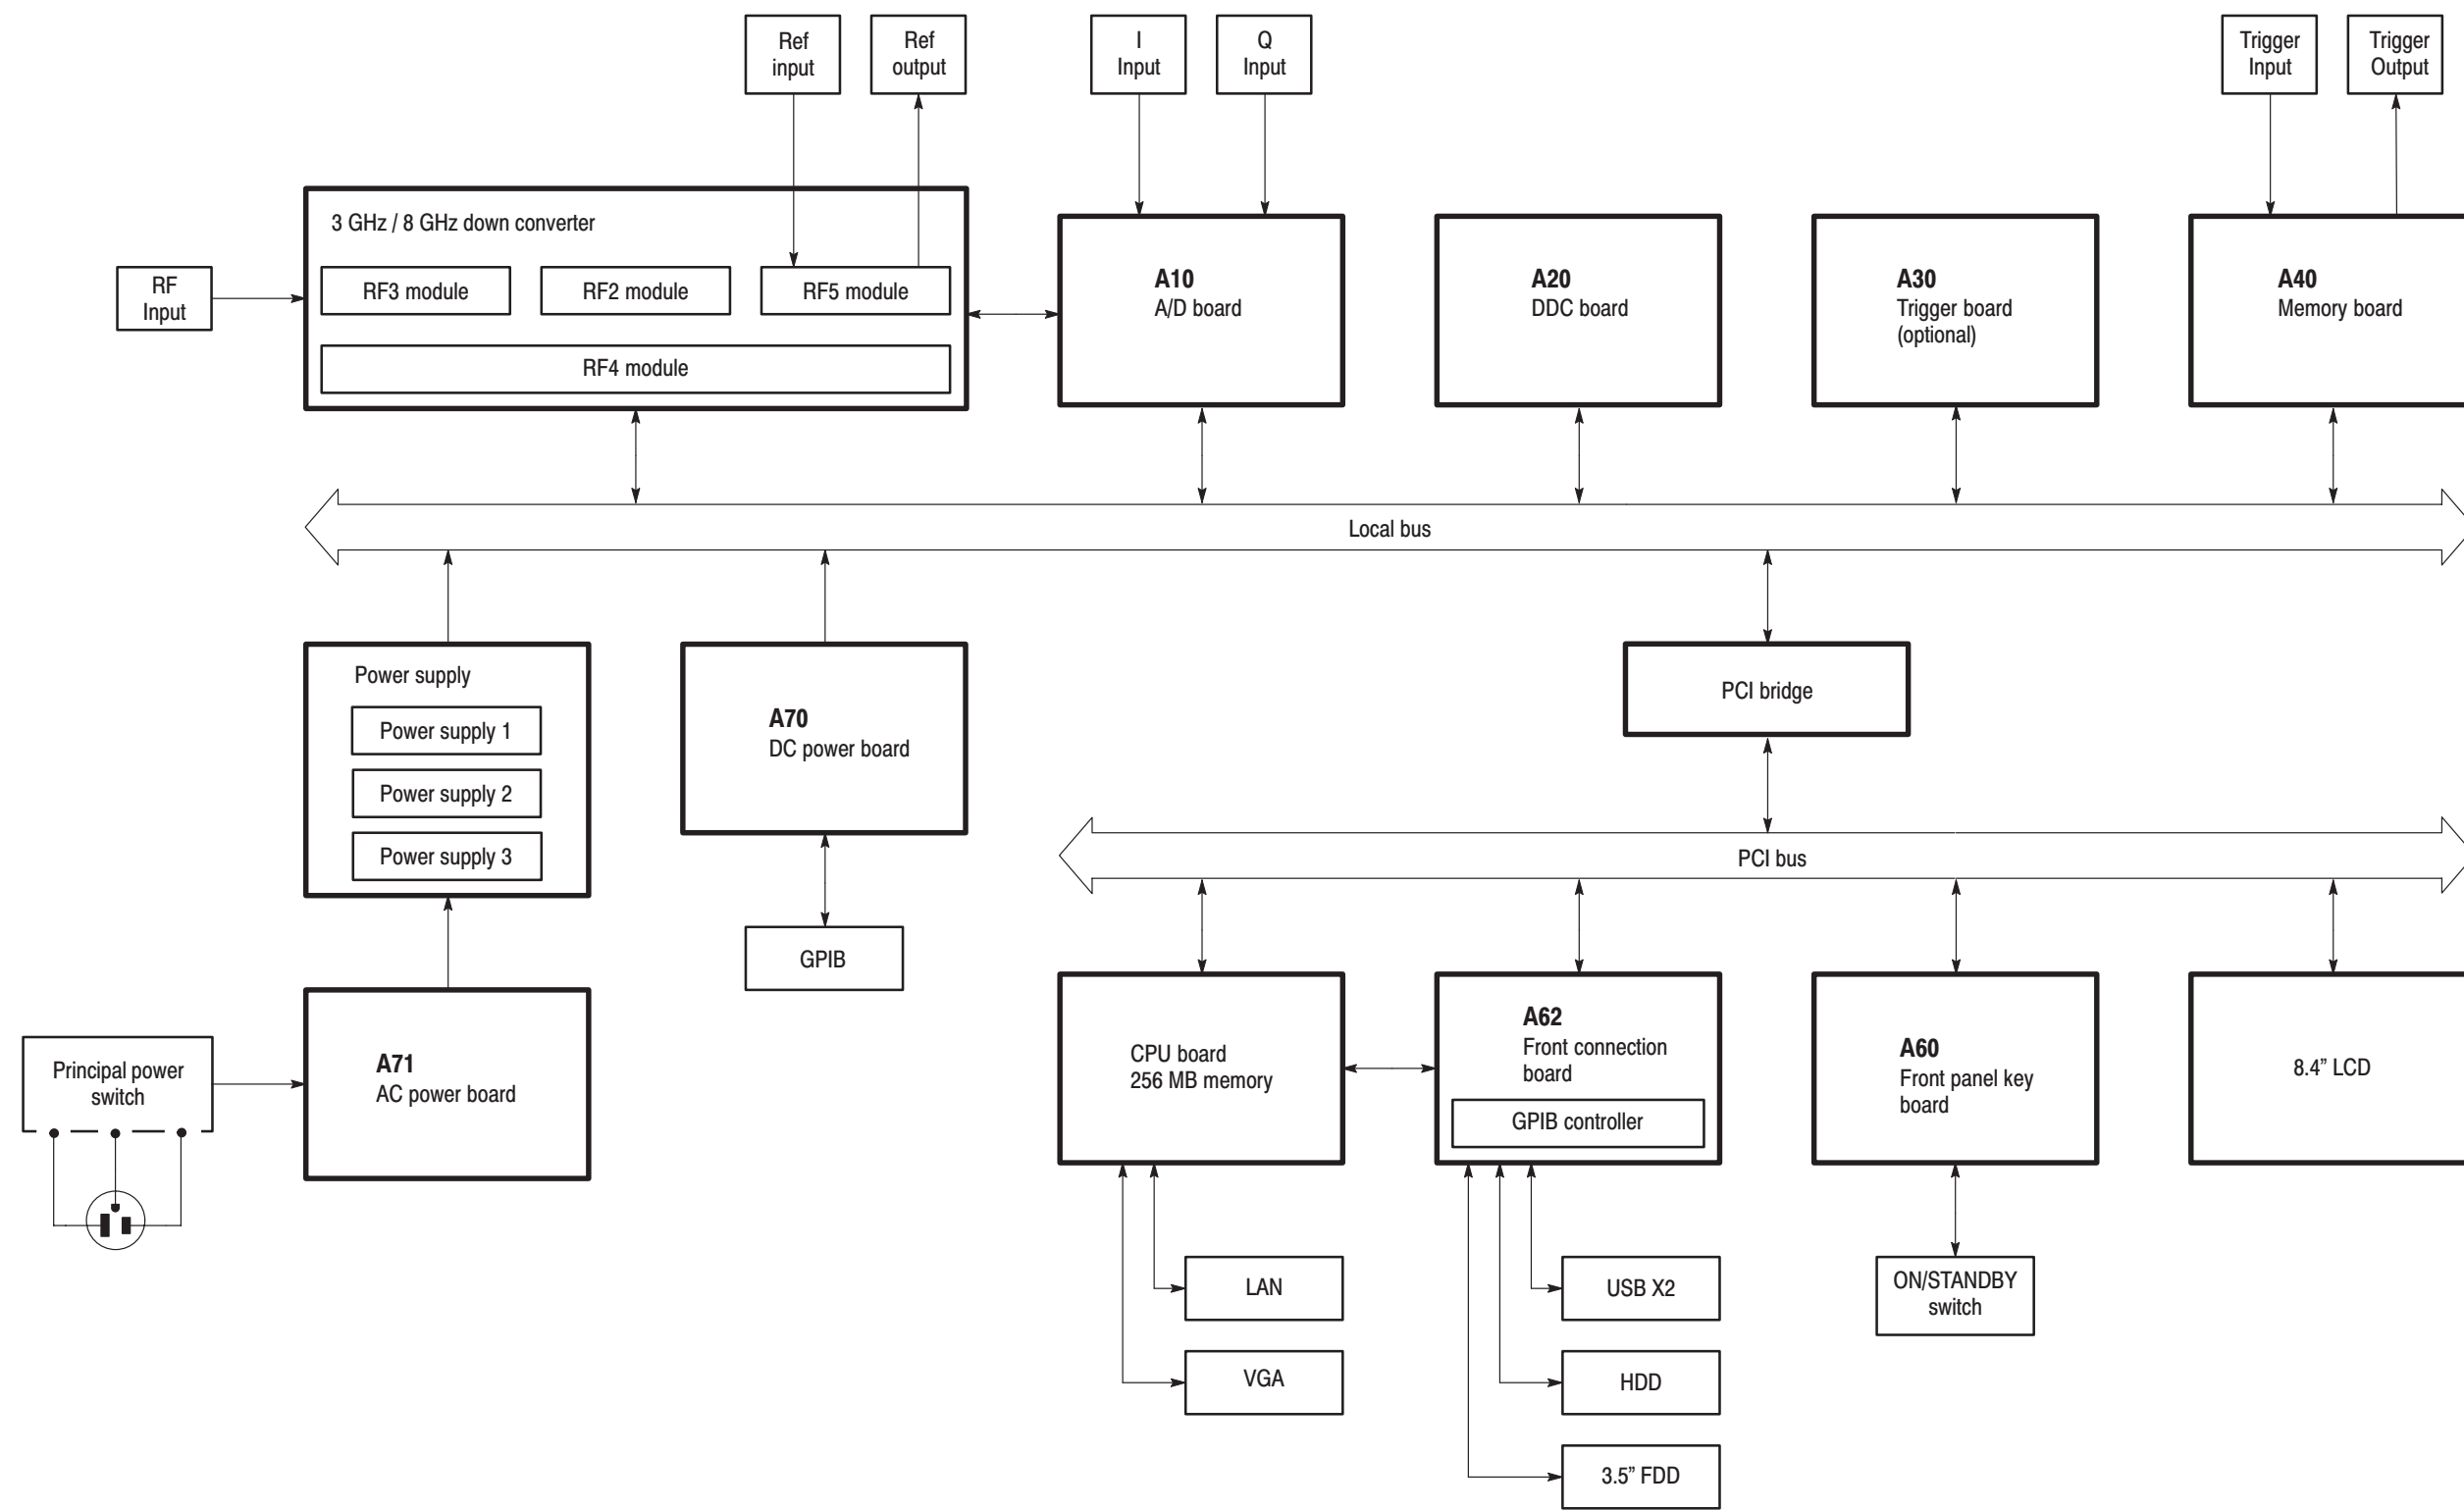 Ref
input
Ref
output
I
Input
Q
Input
Trigger
Input
Trigger
Output
3 GHz / 8 GHz down converter
RF
Input
RF3 module
RF2 module
RF5 module
RF4 module
A10
A/D board
A20
DDC board
A30
Trigger board
(optional)
A40
Memory board
Local bus
Power supply
Power supply 1
Power supply 2
Power supply 3
A70
DC power board
PCI bridge
PCI bus
GPIB
Principal power
switch
A71
AC power board
CPU board
256 MB memory
A62
Front connection
board
GPIB controller
A60
Front panel key
board
8.4” LCD
LAN
VGA
USB X2
HDD
3.5” FDD
ON/STANDBY
switch